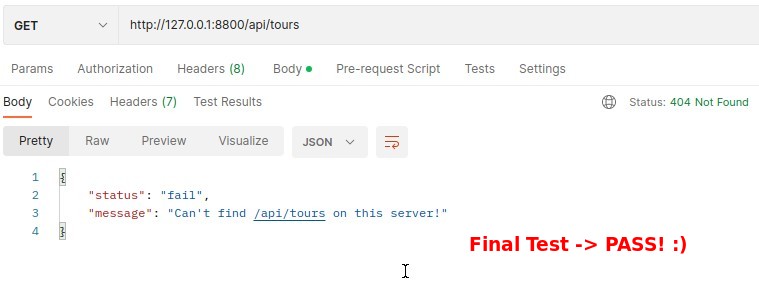 GET http://127.0.0.1:8800/api/tours
Params Authorization Headers (8) Body Pre-request Script Tests Settings
Body Cookies Headers (7) Test Results Status: 404 Not Found
Pretty Raw Preview Visualize JSON
1 {
2 "status": "fail",
3 "message": "Can't find /api/tours on this server!"
4 }
Final Test -> PASS! :)